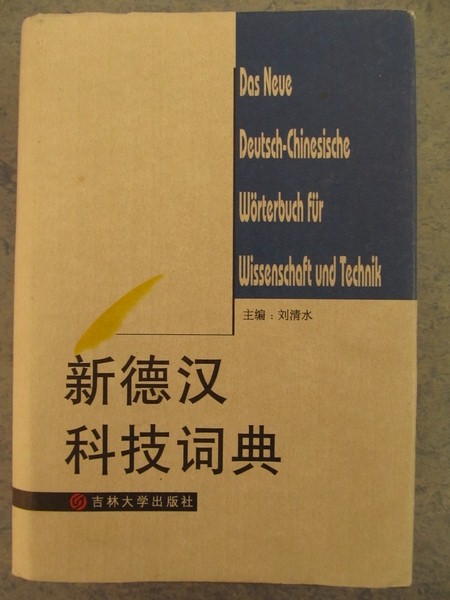 Das Neue
Deutsch-Chinesische
Wörterbuch für
Wissenschaft und Technik
主编：刘清水
新德汉
科技词典
吉林大学出版社